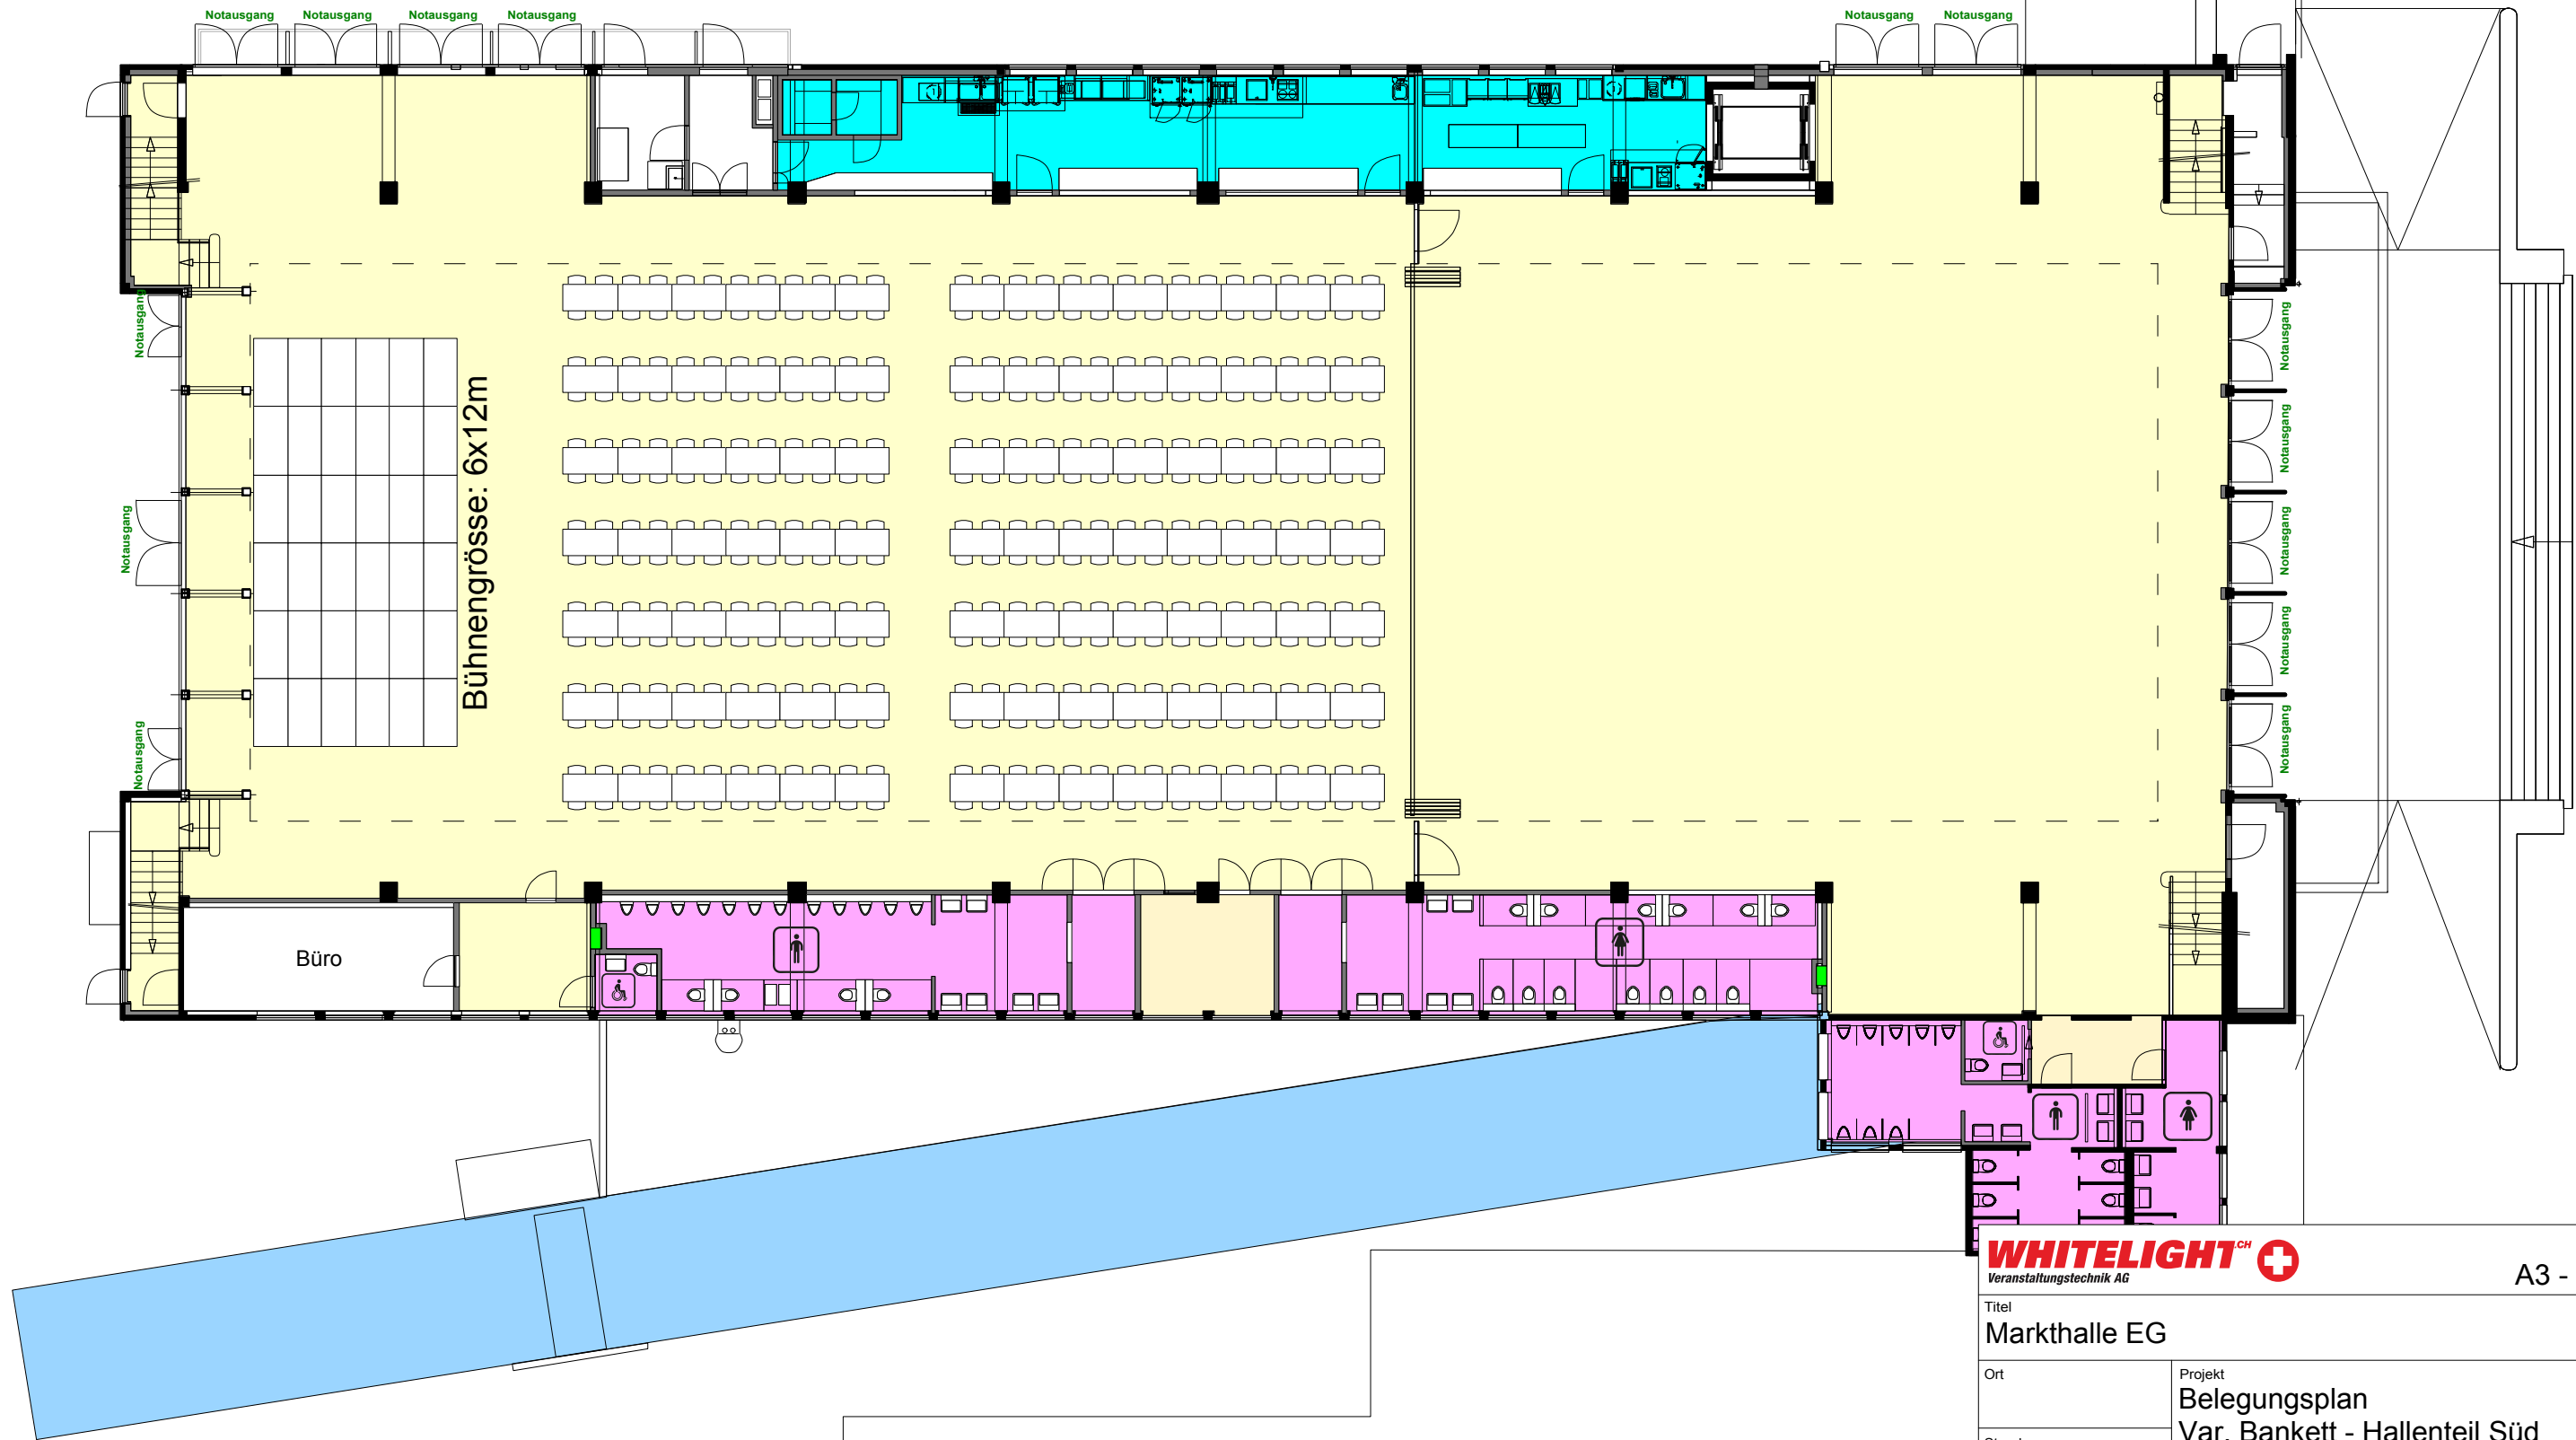 Notausgang Notausgang Notausgang Notausgang Notausgang Notausgang
Notausgang
Notausgang
Notausgang
Notausgang
Notausgang
Notausgang
Notausgang
Notausgang
Bühnengrösse: 6x12m
Büro
WHITELIGHT.CH
Veranstaltungstechnik AG
A3 -
Titel
Markthalle EG
Ort
Projekt
Belegungsplan
Var. Bankett - Hallenteil Süd